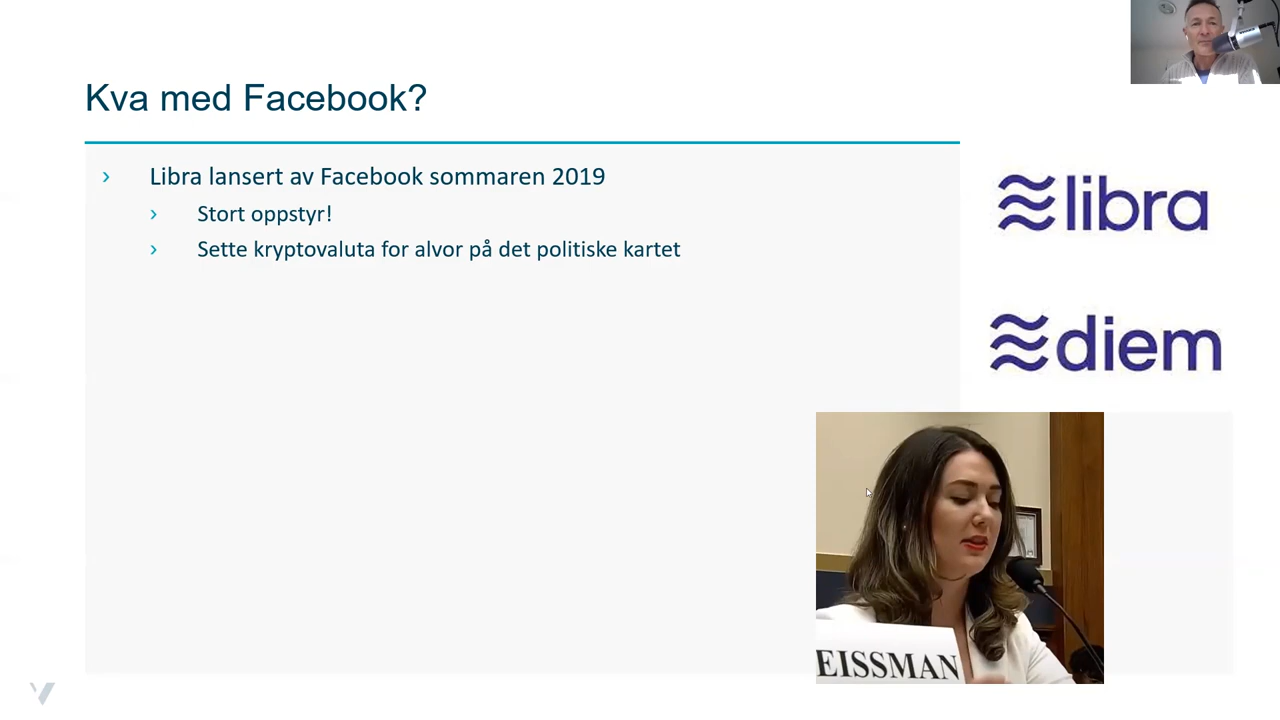 Kva med Facebook?
Libra lansert av Facebook sommaren 2019
Stort oppstyr!
Sette kryptovaluta for alvor på det politiske kartet
libra
diem
EISSMAN